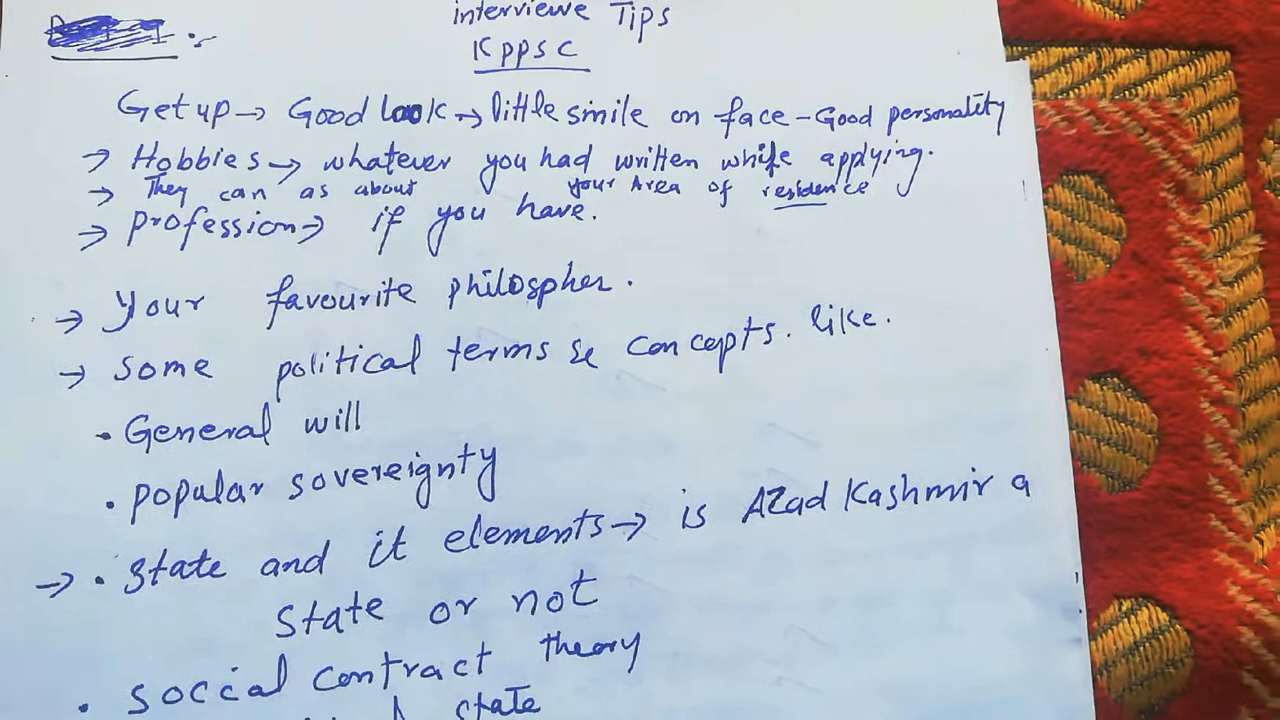 interviewe Tips
KPPSC
Getup → Good look → little smile on face - Good personality
→ Hobbies → whatever you had written while applying.
→ They can as about your Area of residence
→ profession → if you have.
→ your favourite philospher.
→ some political terms & concepts. like.
• General will
• popular sovereignty
→ • state and it elements → is Azad Kashmir a
state or not
• social contract theory
state